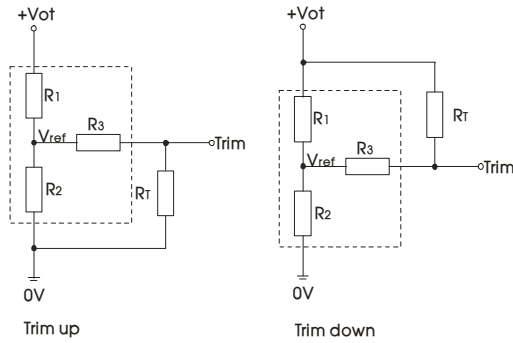 +Vot
R1
Vref
R3
Trim
R2
RT
0V
Trim up
+Vot
R1
RT
Vref
R3
Trim
R2
0V
Trim down